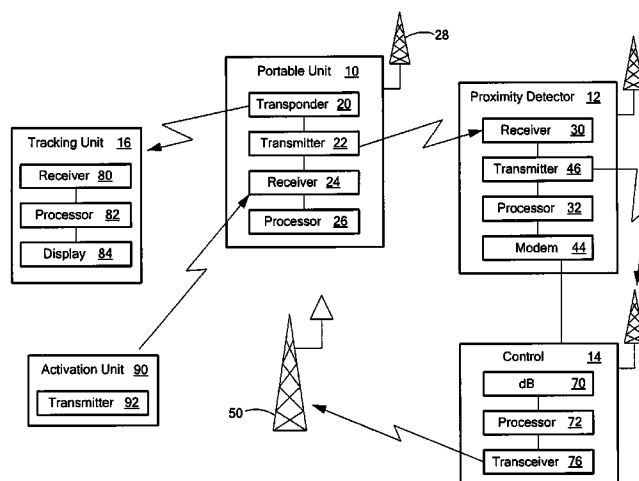 28
Portable Unit 10
Transponder 20
Transmitter 22
Receiver 24
Processor 26
Proximity Detector 12
Receiver 30
Transmitter 46
Processor 32
Modem 44
Tracking Unit 16
Receiver 80
Processor 82
Display 84
Activation Unit 90
Transmitter 92
50
Control 14
dB 70
Processor 72
Transceiver 76